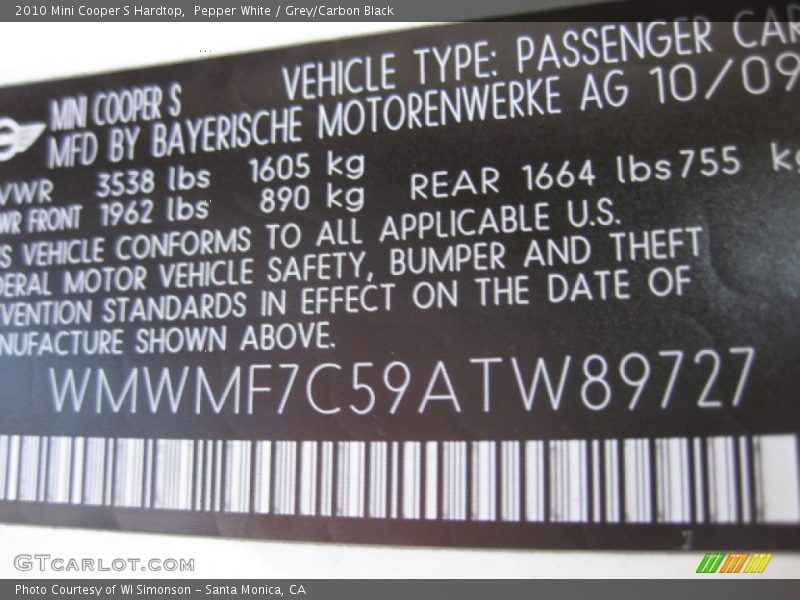 2010 Mini Cooper S Hardtop,  Pepper White / Grey/Carbon Black
MINI COOPER S VEHICLE TYPE: PASSENGER CAR
MFD BY BAYERISCHE MOTORENWERKE AG 10/09
VWR 3538 lbs 1605 kg
WR FRONT 1962 lbs 890 kg REAR 1664 lbs 755 kg
S VEHICLE CONFORMS TO ALL APPLICABLE U.S.
DERAL MOTOR VEHICLE SAFETY, BUMPER AND THEFT
VENTION STANDARDS IN EFFECT ON THE DATE OF
NUFACTURE SHOWN ABOVE.
WMWMF7C59ATW89727
GTcarlot.com
Photo Courtesy of WI Simonson – Santa Monica, CA